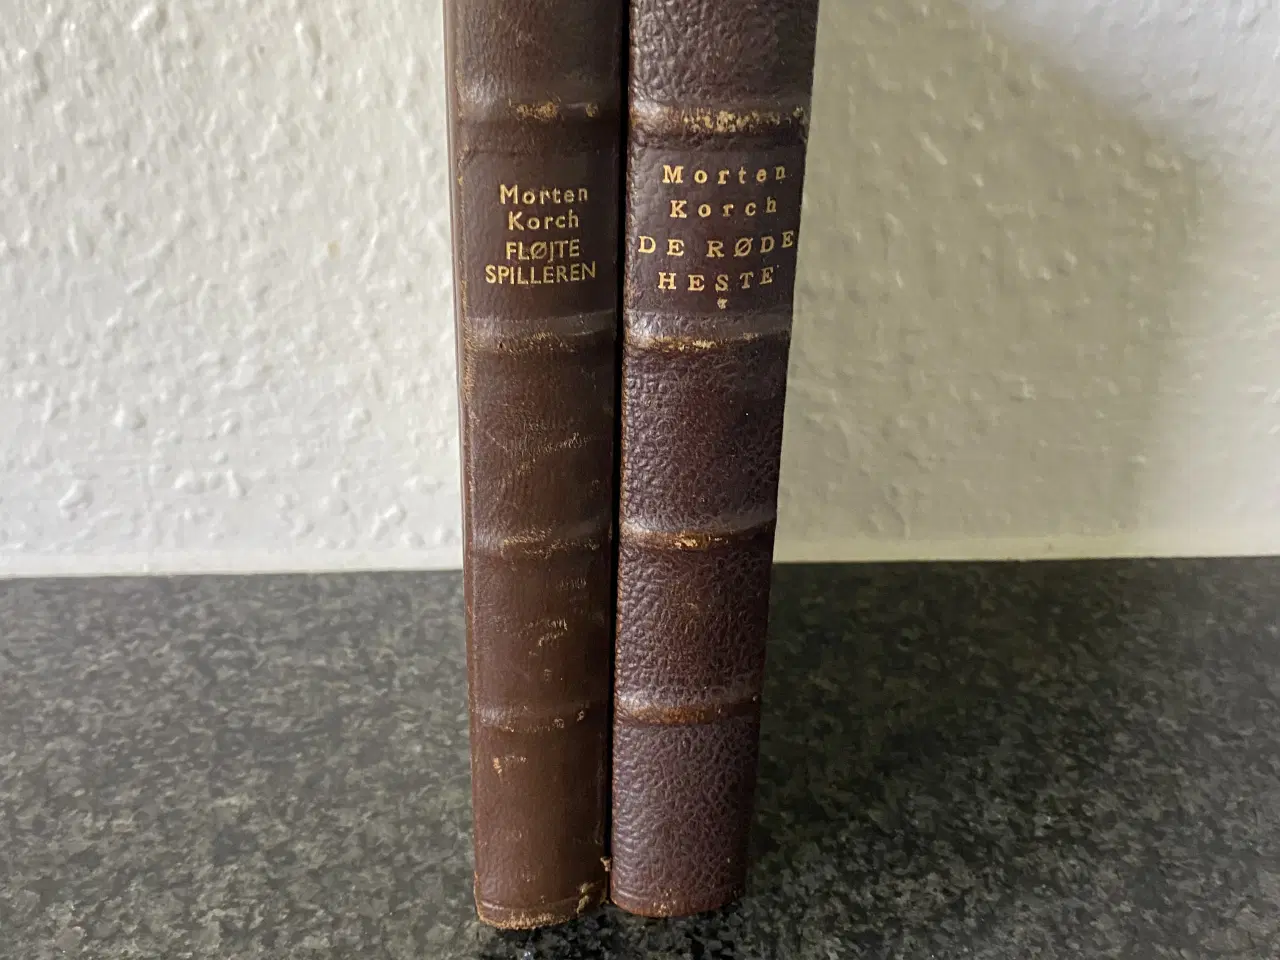 Morten
Korch
FLØJTE
SPILLEREN
Morten
Korch
DE RØDE
HESTE